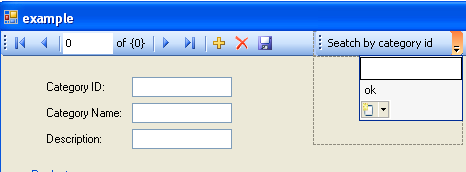 example
0 of {0} Seatch by category id
ok
Category ID:
Category Name:
Description: